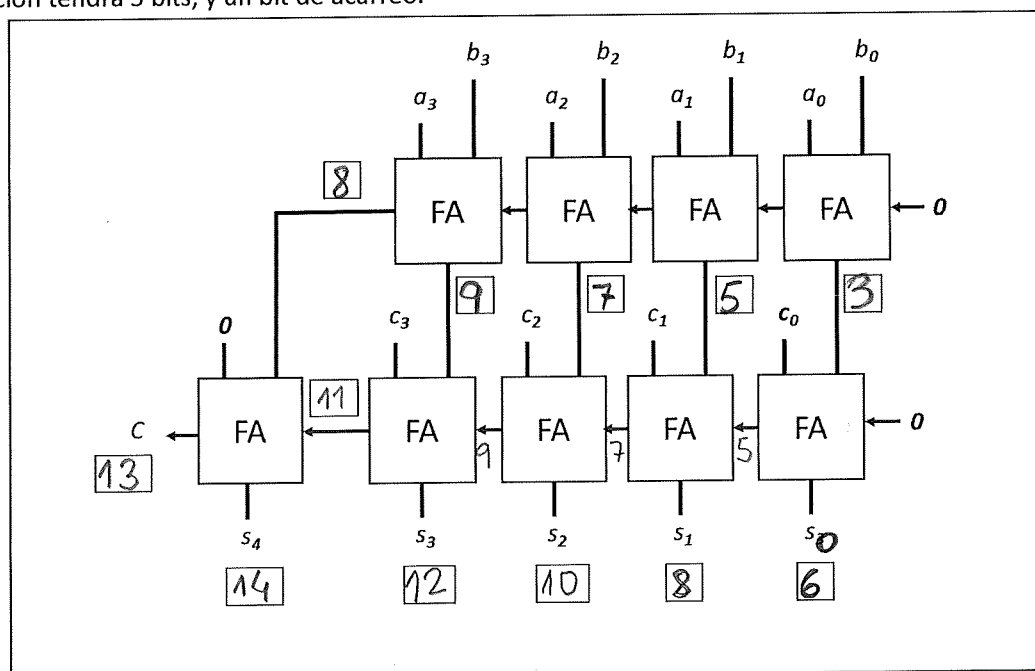 ción tendrá 5 bits, y un bit de acarreo.
b3 b2 b1 b0
a3 a2 a1 a0
8
FA FA FA FA 0
9 7 5 3
0 c3 c2 c1 c0
11
C FA FA FA FA FA 0
13 9 7 5
s4 s3 s2 s1 s0
14 12 10 8 6